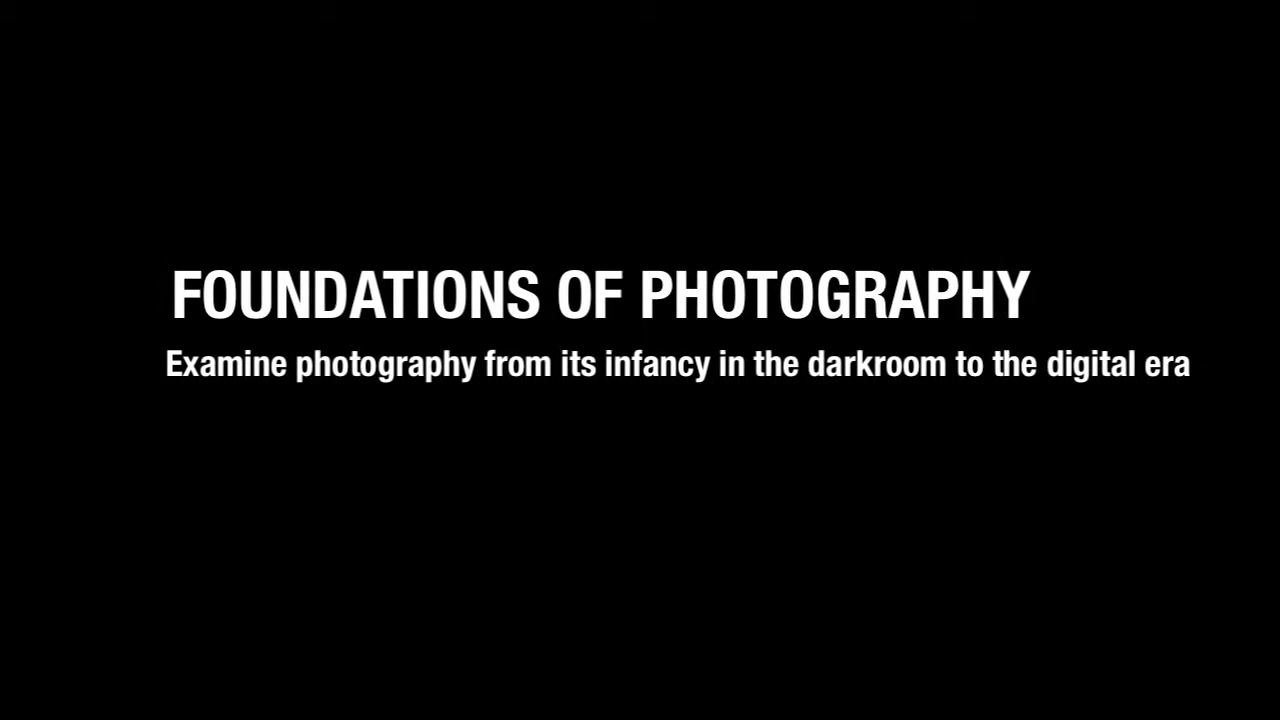 FOUNDATIONS OF PHOTOGRAPHY
Examine photography from its infancy in the darkroom to the digital era